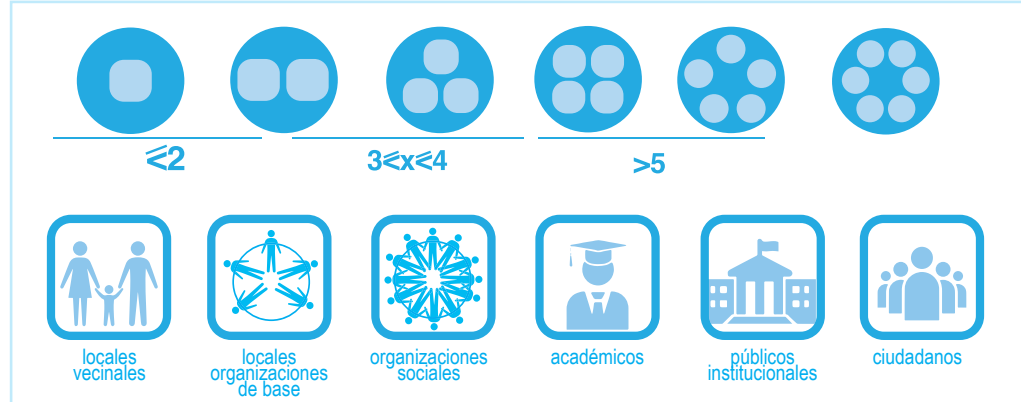 ⩽2
3⩽x⩽4
>5
locales
vecinales
locales
organizaciones
de base
organizaciones
sociales
académicos
públicos
institucionales
ciudadanos